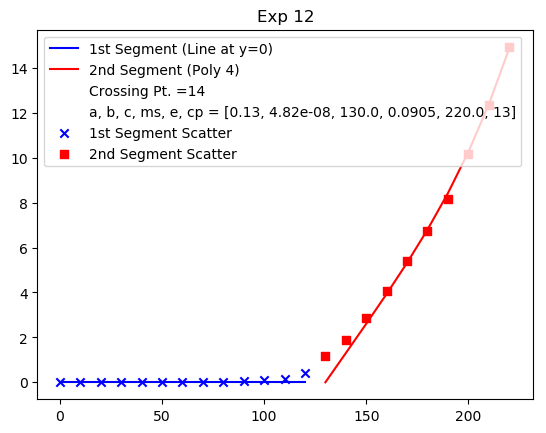 Exp 12
1st Segment (Line at y=0)
2nd Segment (Poly 4)
Crossing Pt. =14
a, b, c, ms, e, cp = [0.13, 4.82e-08, 130.0, 0.0905, 220.0, 13]
1st Segment Scatter
2nd Segment Scatter
14
12
10
8
6
4
2
0
0 50 100 150 200